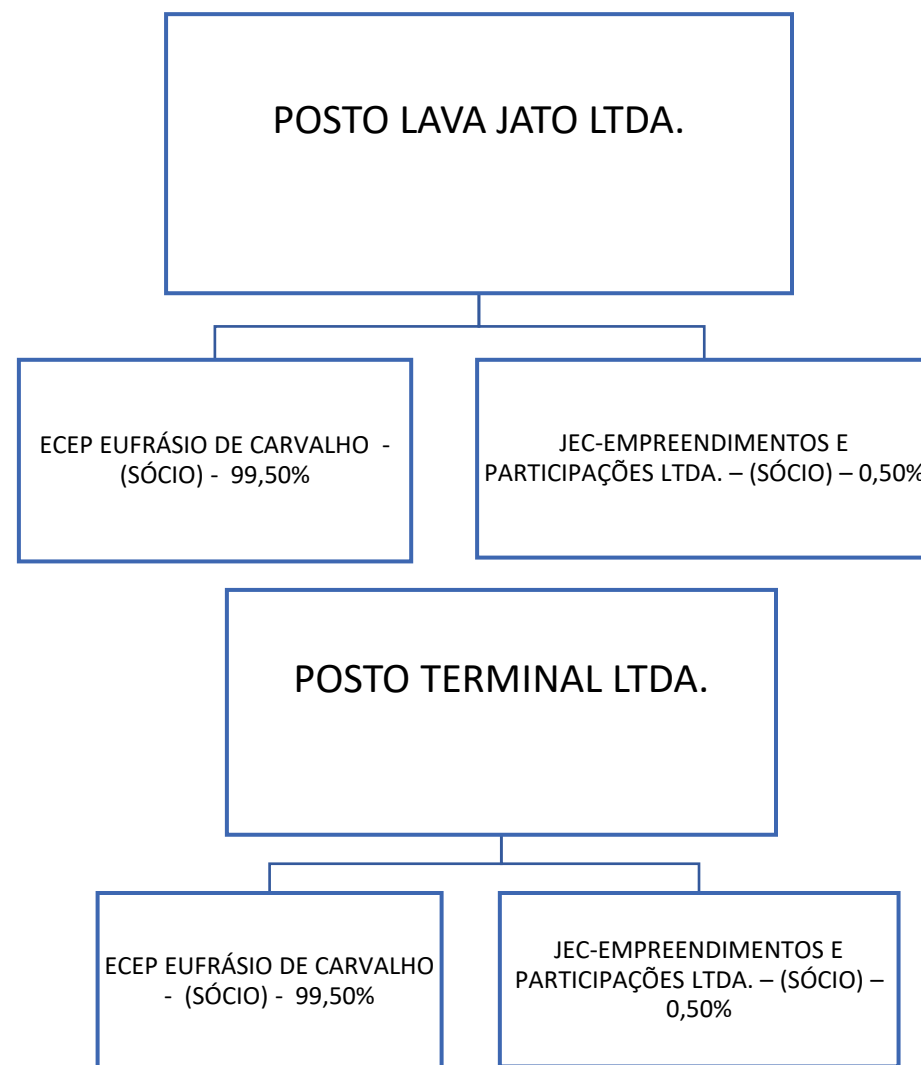 POSTO LAVA JATO LTDA.
ECEP EUFRÁSIO DE CARVALHO -
(SÓCIO) - 99,50%
JEC-EMPREENDIMENTOS E
PARTICIPAÇÕES LTDA. – (SÓCIO) – 0,50%
POSTO TERMINAL LTDA.
ECEP EUFRÁSIO DE CARVALHO
- (SÓCIO) - 99,50%
JEC-EMPREENDIMENTOS E
PARTICIPAÇÕES LTDA. – (SÓCIO) –
0,50%